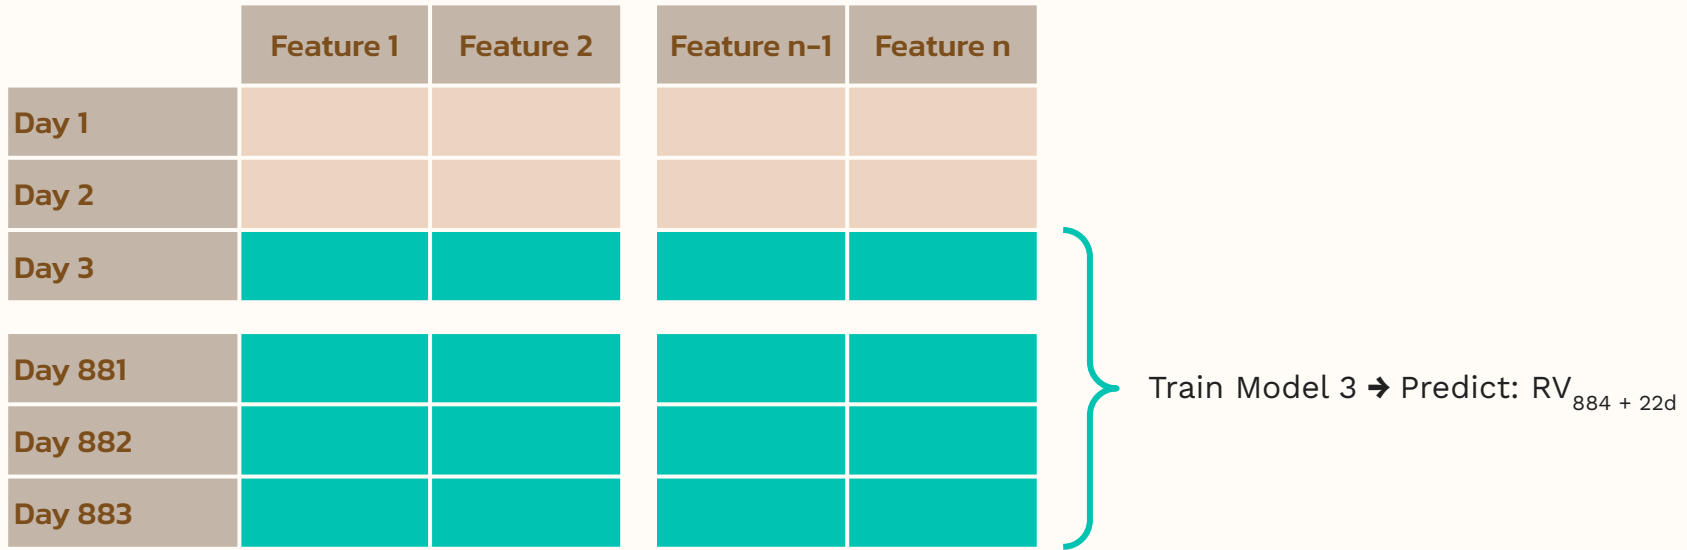 Feature 1 Feature 2 Feature n-1 Feature n
Day 1
Day 2
Day 3
Day 881
Train Model 3 → Predict: RV884 + 22d
Day 882
Day 883